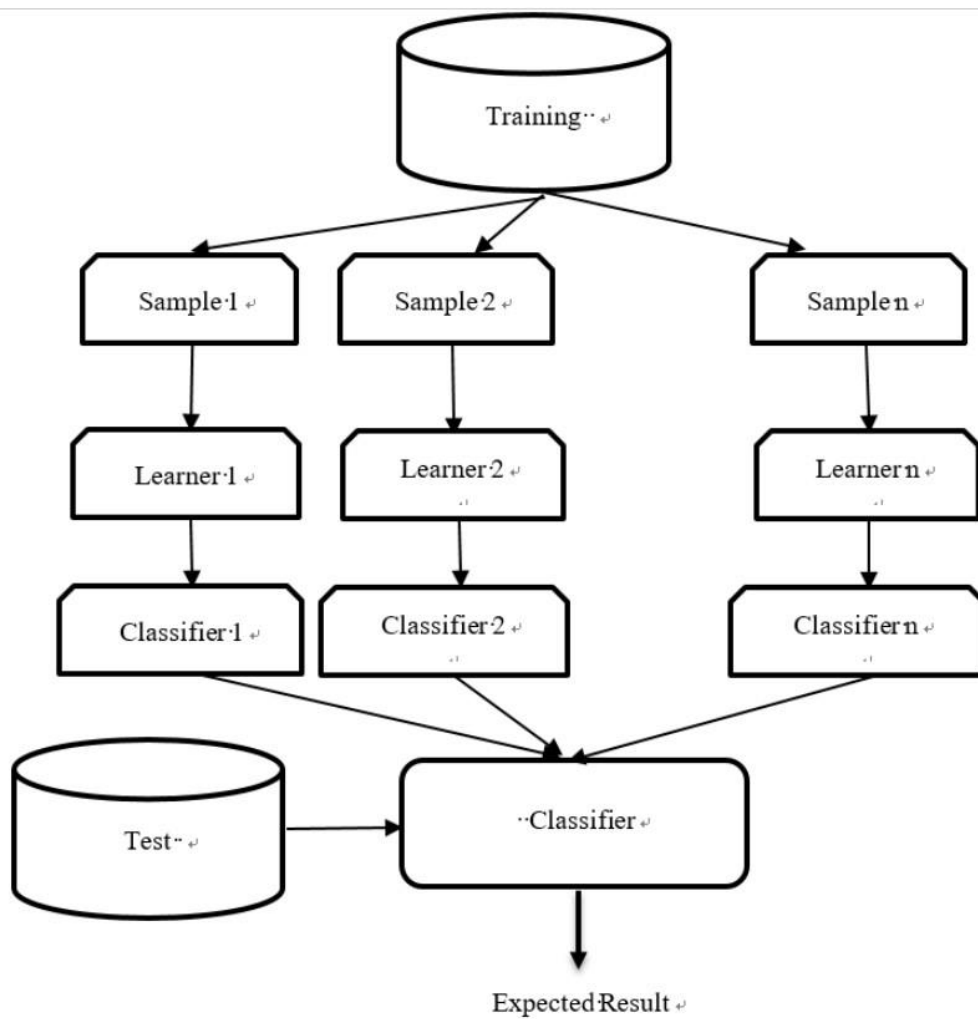 Training
Sample 1
Sample 2
Sample n
Learner 1
Learner 2
Learner n
Classifier 1
Classifier 2
Classifier n
Test
Classifier
Expected Result